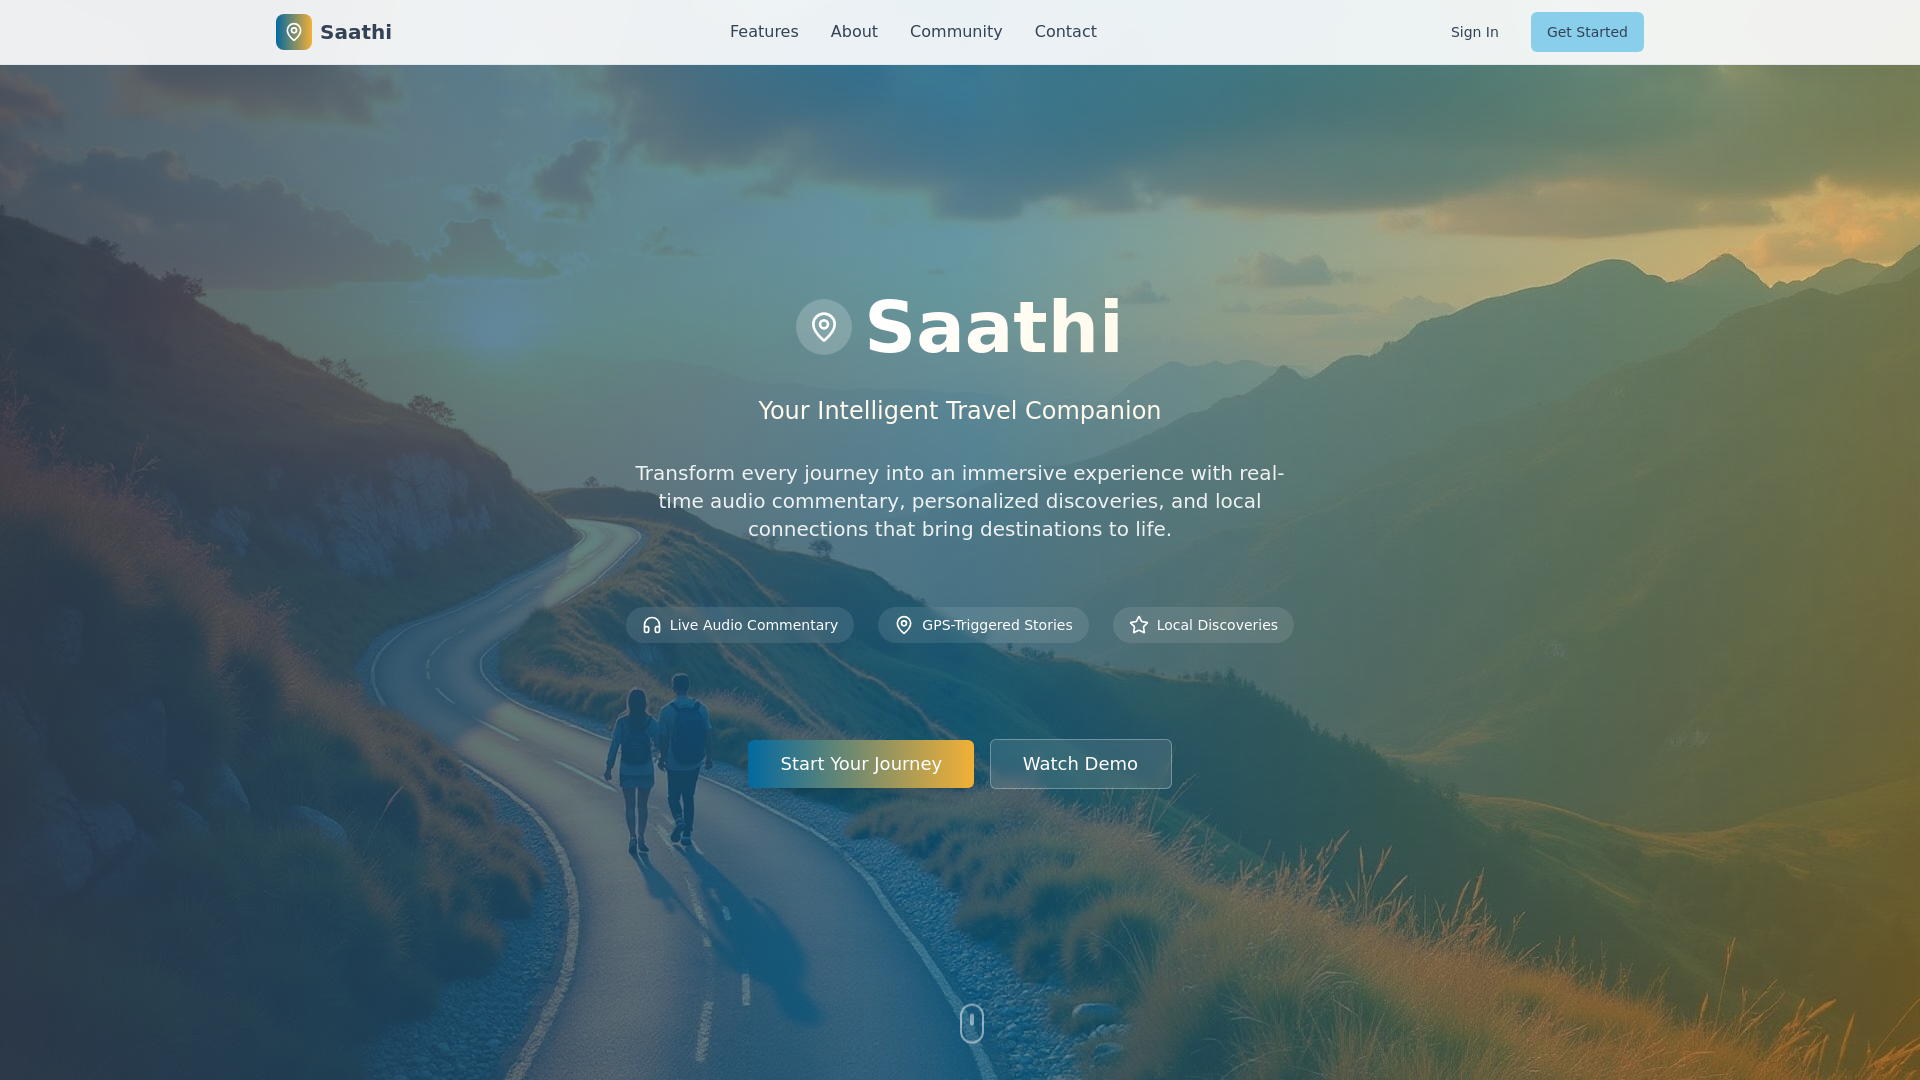 Saathi
Features
About
Community
Contact
Sign In
Get Started
Saathi
Your Intelligent Travel Companion
Transform every journey into an immersive experience with real-
time audio commentary, personalized discoveries, and local
connections that bring destinations to life.
Live Audio Commentary
GPS-Triggered Stories
Local Discoveries
Start Your Journey
Watch Demo